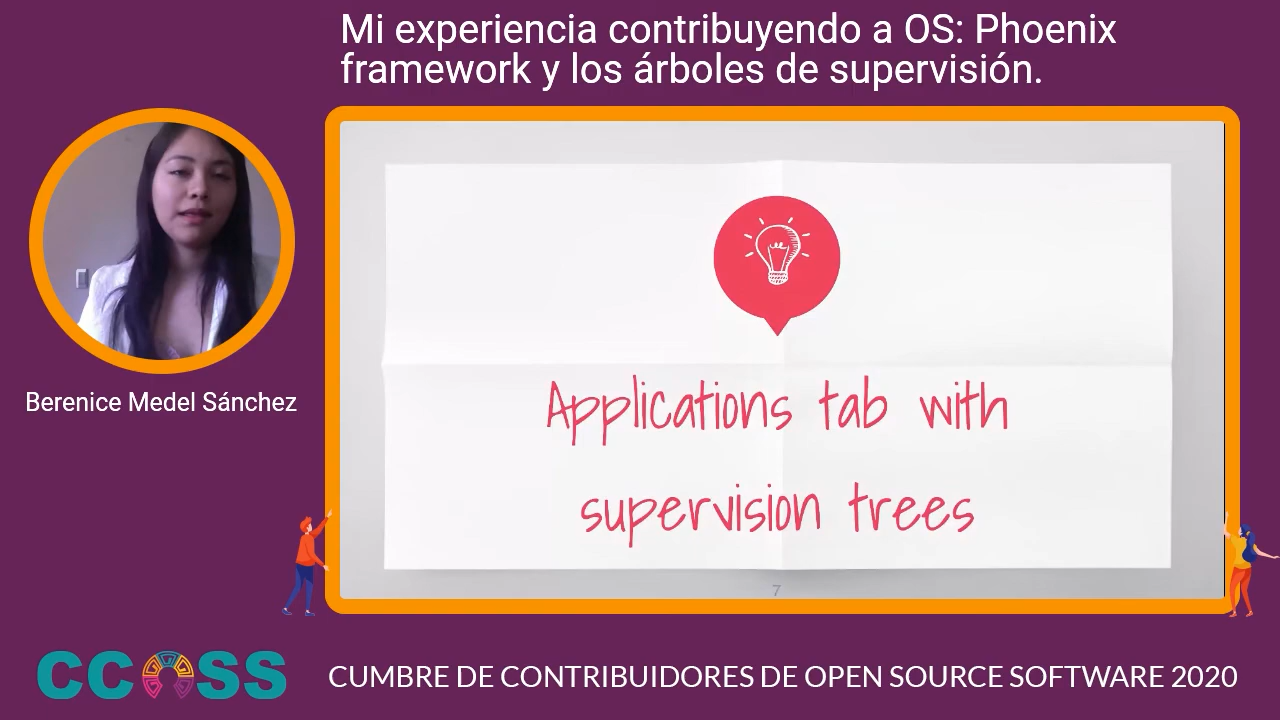 Mi experiencia contribuyendo a OS: Phoenix
framework y los árboles de supervisión.
Berenice Medel Sánchez
Applications tab with
supervision trees
7
CCOSS
CUMBRE DE CONTRIBUIDORES DE OPEN SOURCE SOFTWARE 2020